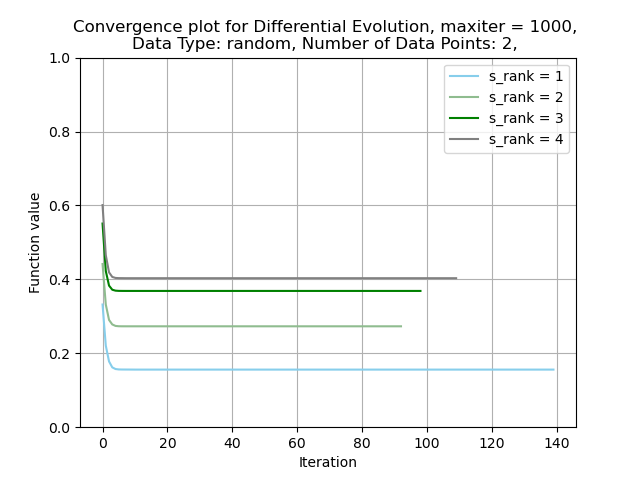 Convergence plot for Differential Evolution, maxiter = 1000,
Data Type: random, Number of Data Points: 2,
1.0
0.8
0.6
0.4
0.2
0.0
Function value
s_rank = 1
s_rank = 2
s_rank = 3
s_rank = 4
0 20 40 60 80 100 120 140
Iteration